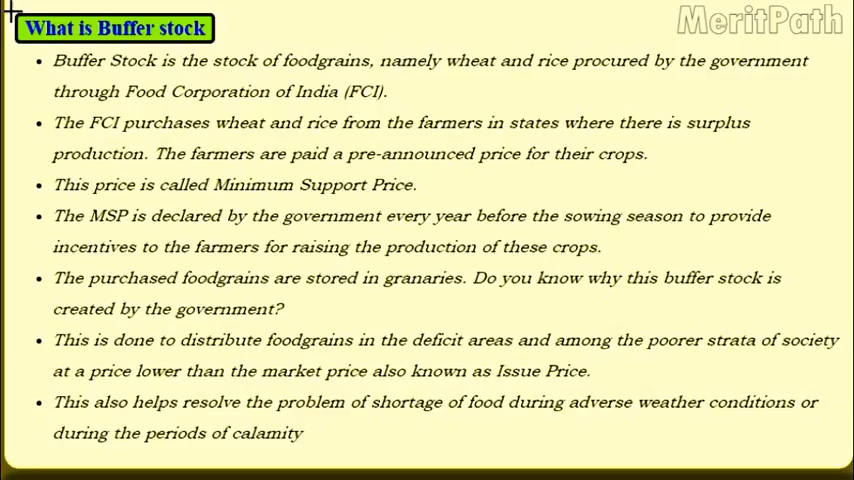 MeritPath
What is Buffer stock
• Buffer Stock is the stock of foodgrains, namely wheat and rice procured by the government
through Food Corporation of India (FCI).
• The FCI purchases wheat and rice from the farmers in states where there is surplus
production. The farmers are paid a pre-announced price for their crops.
• This price is called Minimum Support Price.
• The MSP is declared by the government every year before the sowing season to provide
incentives to the farmers for raising the production of these crops.
• The purchased foodgrains are stored in granaries. Do you know why this buffer stock is
created by the government?
• This is done to distribute foodgrains in the deficit areas and among the poorer strata of society
at a price lower than the market price also known as Issue Price.
• This also helps resolve the problem of shortage of food during adverse weather conditions or
during the periods of calamity